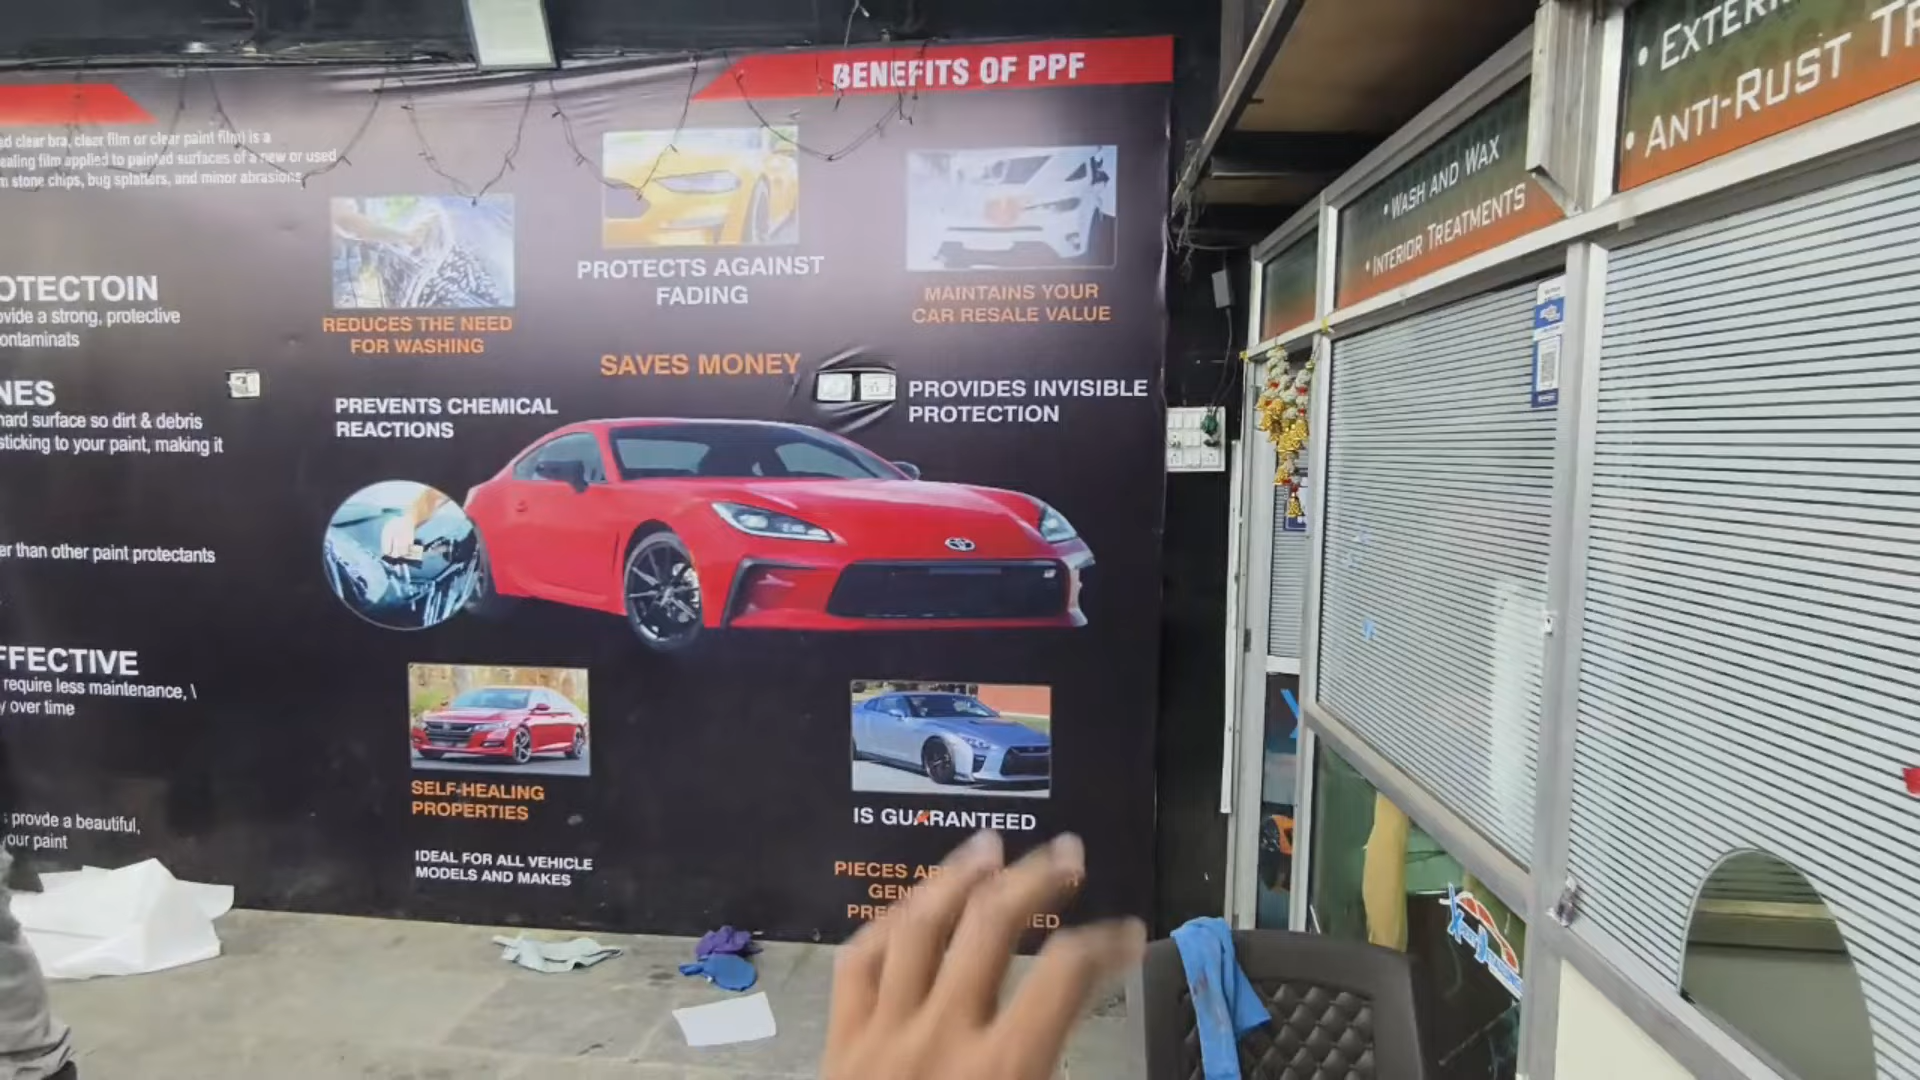 BENEFITS OF PPF
ed clear bra, clear film or clear paint film) is a
ealing film applied to painted surfaces of a new or used
m stone chips, bug splatters, and minor abrasions
OTECTOIN
ovide a strong, protective
ontaminats
NES
hard surface so dirt & debris
sticking to your paint, making it
er than other paint protectants
FFECTIVE
require less maintenance, \
y over time
: provde a beautiful,
your paint
REDUCES THE NEED
FOR WASHING
PROTECTS AGAINST
FADING
MAINTAINS YOUR
CAR RESALE VALUE
SAVES MONEY
PREVENTS CHEMICAL
REACTIONS
PROVIDES INVISIBLE
PROTECTION
SELF-HEALING
PROPERTIES
IDEAL FOR ALL VEHICLE
MODELS AND MAKES
IS GUARANTEED
PIECES AR
GEN
PRE IED
• WASH AND WAX
• INTERIOR TREATMENTS
• EXTERI
• ANTI-RUST TR